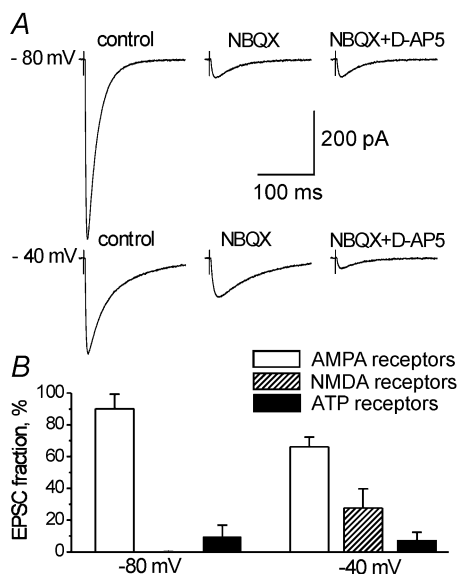 A
control NBQX NBQX+D-AP5
- 80 mV
200 pA
100 ms
control NBQX NBQX+D-AP5
- 40 mV
B
AMPA receptors
NMDA receptors
ATP receptors
EPSC fraction, %
100
80
60
40
20
0
-80 mV -40 mV